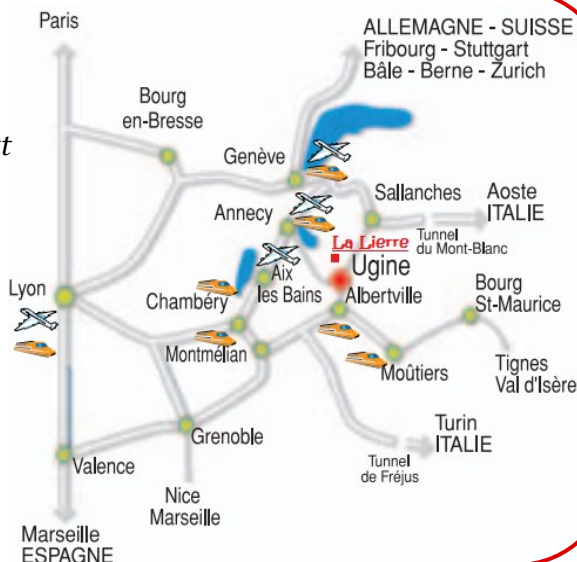 Paris
ALLEMAGNE - SUISSE
Fribourg - Stuttgart
Bâle - Berne - Zurich
Bourg
en-Bresse
Genève
Sallanches
Aoste
ITALIE
Annecy
Tunnel
du Mont-Blanc
La Lierre
Ugine
Aix
les Bains
Albertville
Bourg
St-Maurice
Lyon
Chambéry
Montmélian
Moûtiers
Tignes
Val d'Isère
Grenoble
Turin
ITALIE
Tunnel
de Fréjus
Valence
Nice
Marseille
Marseille
ESPAGNE